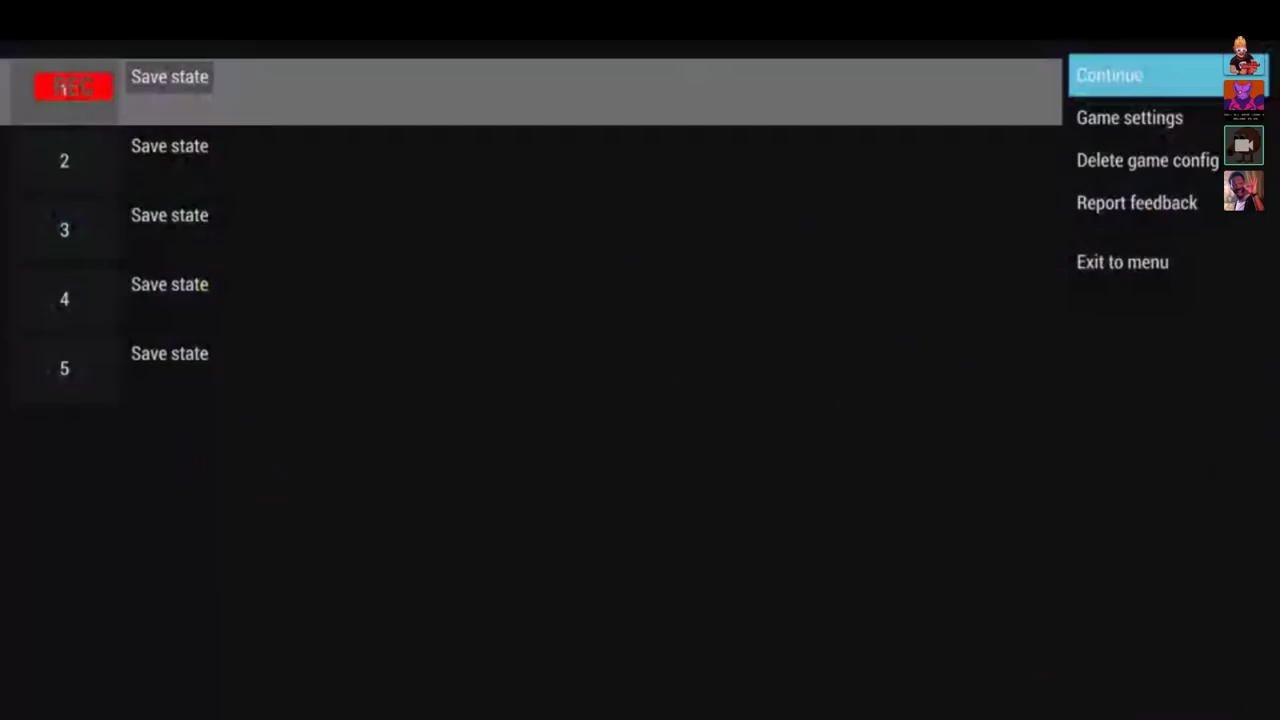 REC
Save state
2
Save state
3
Save state
4
Save state
5
Save state
Continue
Game settings
Delete game config
Report feedback
Exit to menu